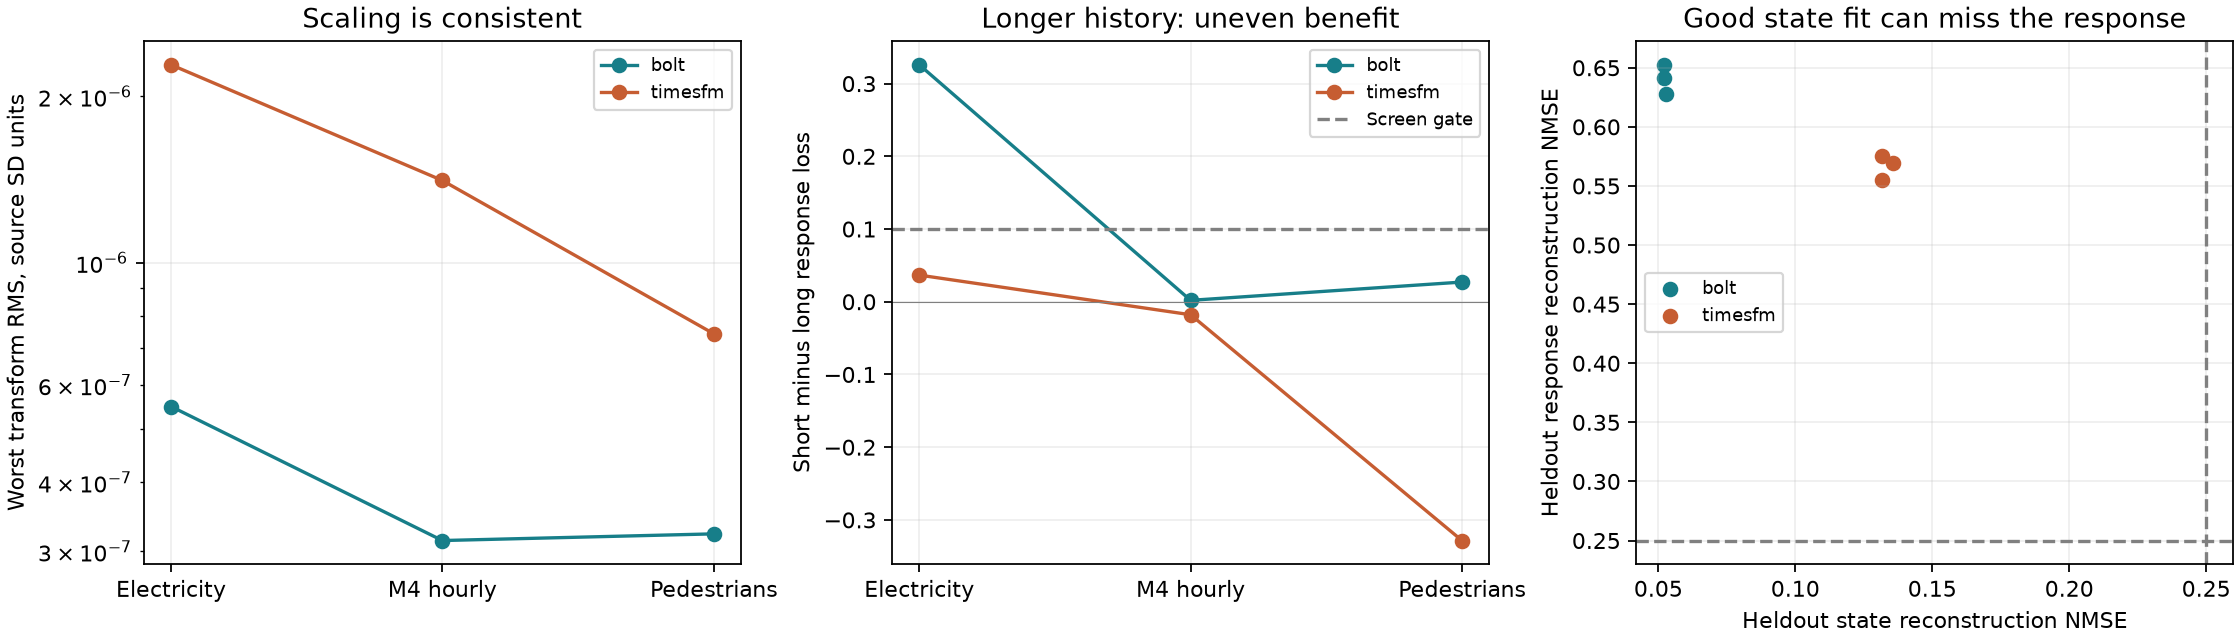 Scaling is consistent
Worst transform RMS, source SD units
2 × 10⁻⁶
10⁻⁶
6 × 10⁻⁷
4 × 10⁻⁷
3 × 10⁻⁷
bolt
timesfm
Electricity
M4 hourly
Pedestrians
Longer history: uneven benefit
Short minus long response loss
0.3
0.2
0.1
0.0
−0.1
−0.2
−0.3
bolt
timesfm
Screen gate
Electricity
M4 hourly
Pedestrians
Good state fit can miss the response
Heldout response reconstruction NMSE
0.65
0.60
0.55
0.50
0.45
0.40
0.35
0.30
0.25
bolt
timesfm
0.05
0.10
0.15
0.20
0.25
Heldout state reconstruction NMSE